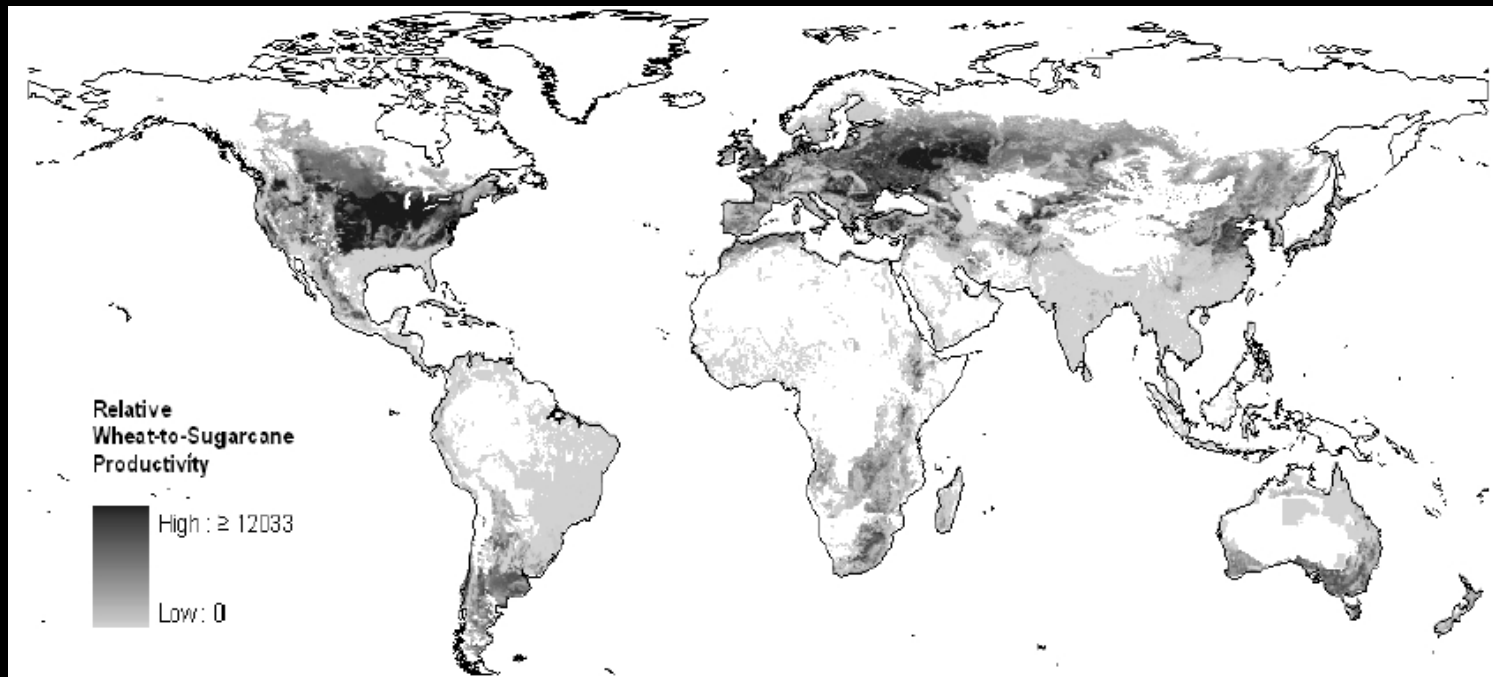 Relative
Wheat-to-Sugarcane
Productivity
High : ≥ 12033
Low : 0